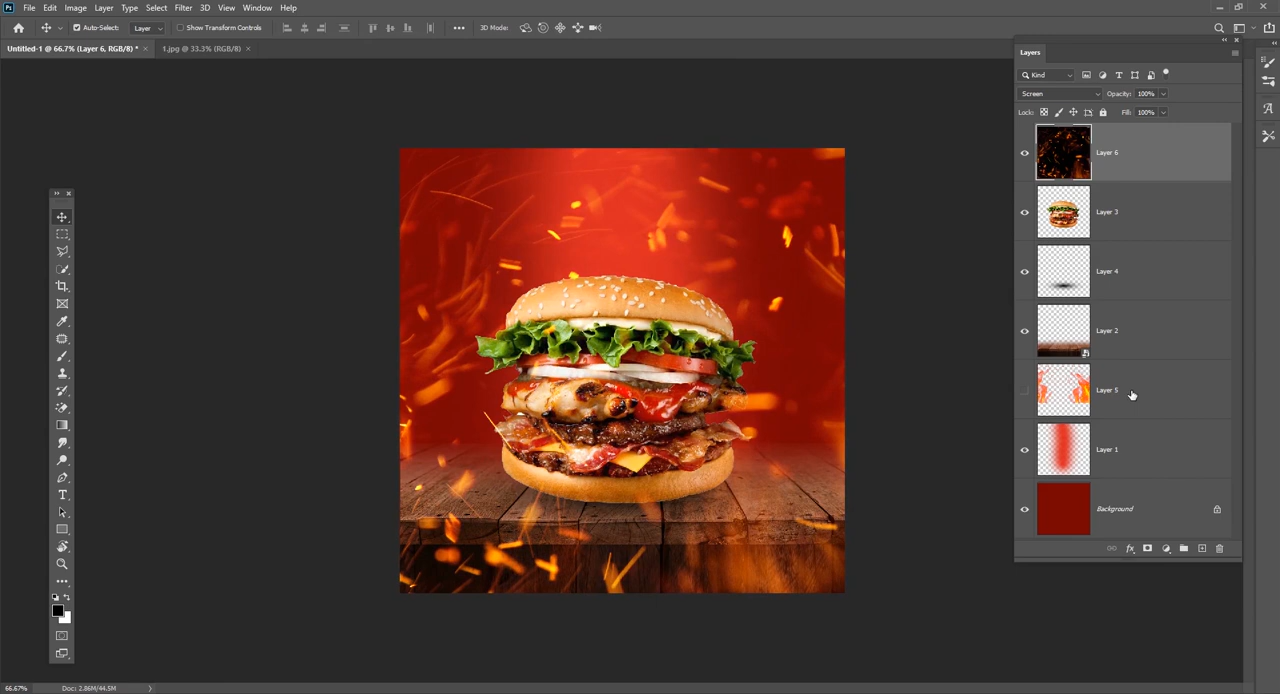 Ps File Edit Image Layer Type Select Filter 3D View Window Help
Auto-Select: Layer Show Transform Controls 3D Mode:
Untitled-1 @ 66.7% (Layer 6, RGB/8) * × 1.jpg @ 33.3% (RGB/8) ×
Layers
Kind
Screen Opacity: 100%
Lock: Fill: 100%
Layer 6
Layer 3
Layer 4
Layer 2
Layer 5
Layer 1
Background
fx
66.67% Doc: 2.86M/44.5M